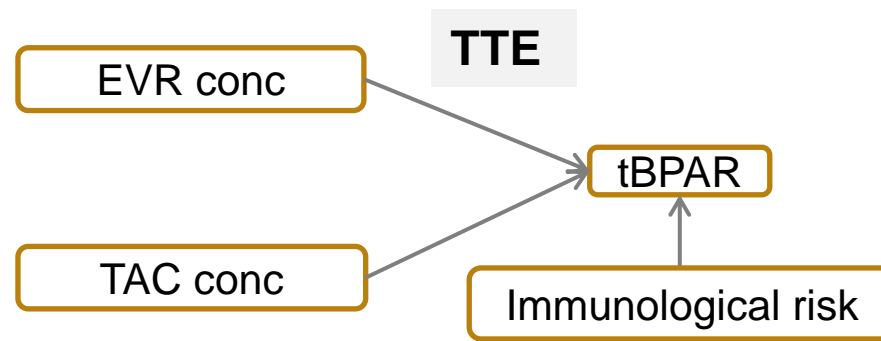 TTE
EVR conc
tBPAR
TAC conc
Immunological risk